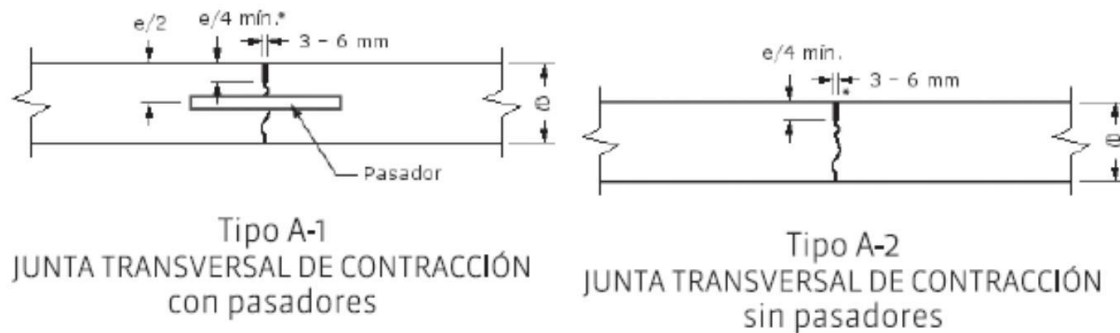 e/2
e/4 mín.*
3 - 6 mm
e
Pasador
Tipo A-1
JUNTA TRANSVERSAL DE CONTRACCIÓN
con pasadores
e/4 mín.
3 - 6 mm
*
e
Tipo A-2
JUNTA TRANSVERSAL DE CONTRACCIÓN
sin pasadores